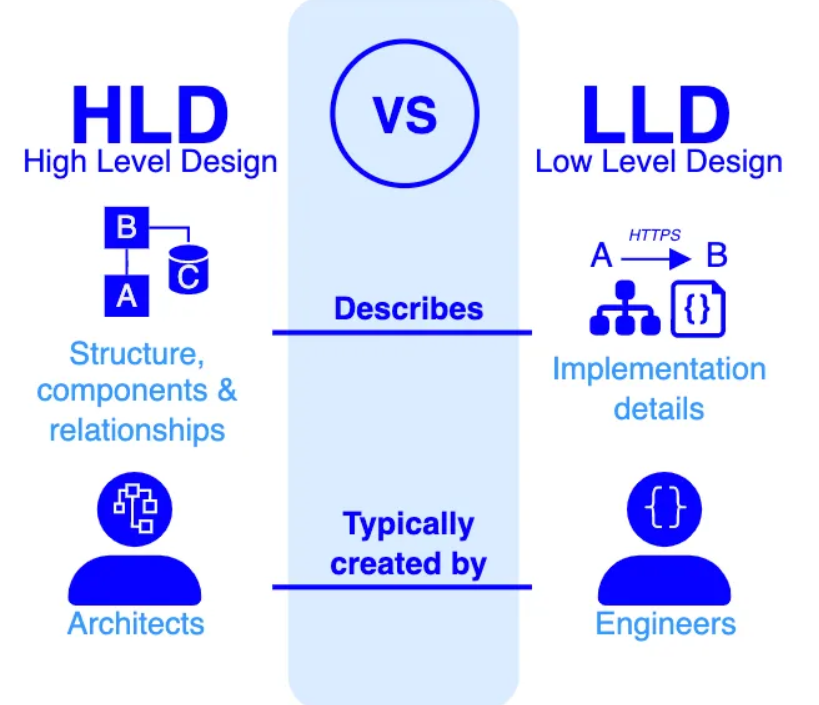 HLD
High Level Design
VS
LLD
Low Level Design
B
C
A
HTTPS
A
B
{}
Describes
Structure,
components &
relationships
Implementation
details
Typically
created by
{}
Architects
Engineers